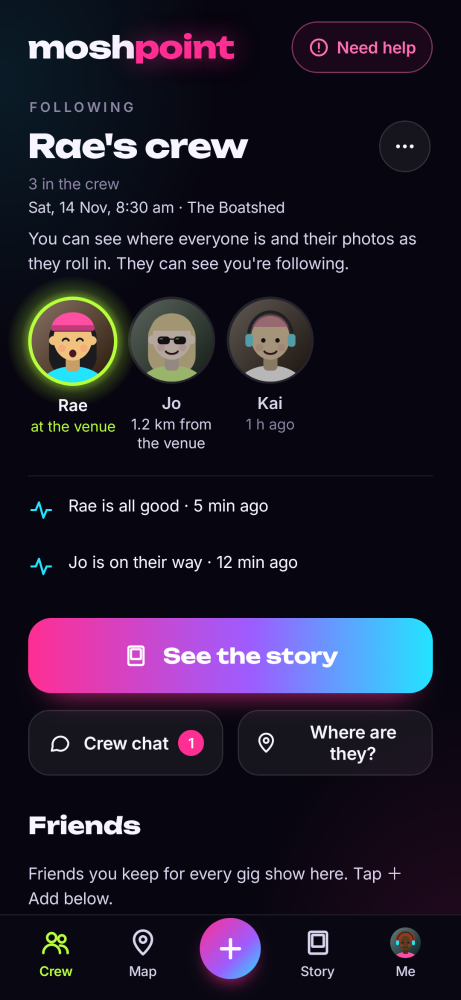 moshpoint
Need help
FOLLOWING
Rae's crew
3 in the crew
Sat, 14 Nov, 8:30 am · The Boatshed
You can see where everyone is and their photos as
they roll in. They can see you're following.
Rae
at the venue
Jo
1.2 km from
the venue
Kai
1 h ago
Rae is all good · 5 min ago
Jo is on their way · 12 min ago
See the story
Crew chat 1
Where are
they?
Friends
Friends you keep for every gig show here. Tap +
Add below.
Crew
Map
Story
Me